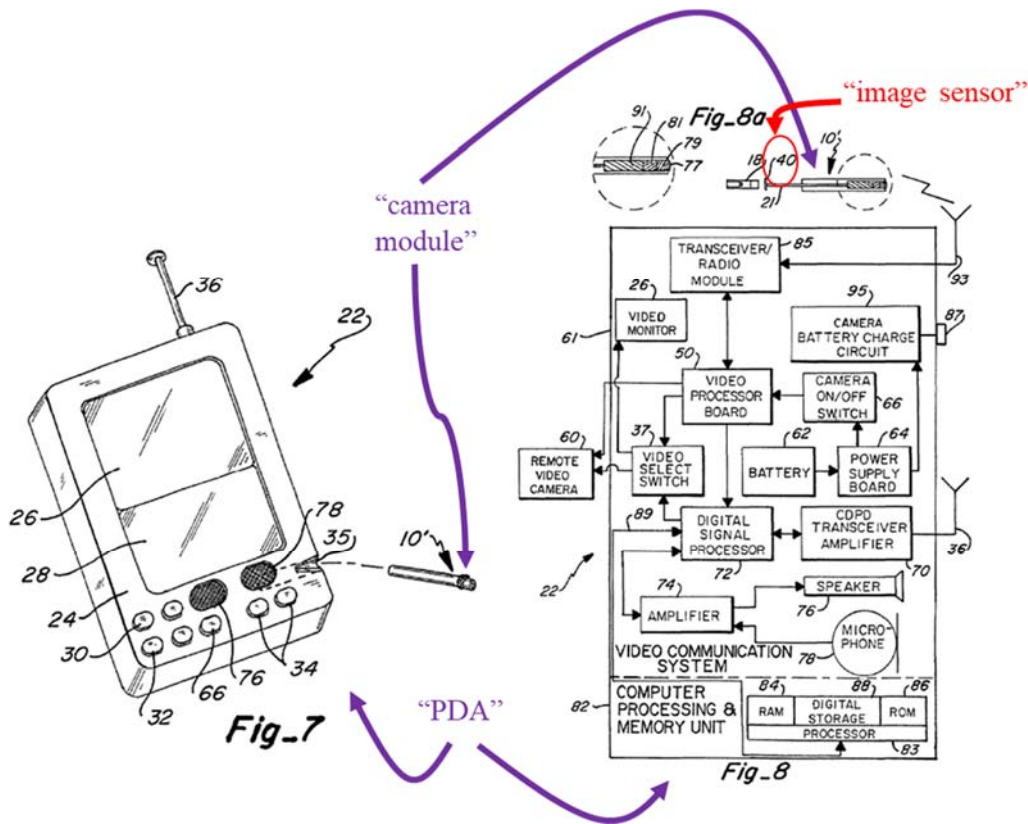 “image sensor”
Fig_8a
91
81
79
77
18
40
10'
21
“camera
module”
36
22
26
28
24
30
32
66
76
34
78
35
10'
Fig_7
“PDA”
TRANSCEIVER/
RADIO
MODULE
85
93
26
VIDEO
MONITOR
61
95
CAMERA
BATTERY CHARGE
CIRCUIT
87
50
VIDEO
PROCESSOR
BOARD
CAMERA
ON/OFF
SWITCH
66
60
REMOTE
VIDEO
CAMERA
37
VIDEO
SELECT
SWITCH
62
BATTERY
64
POWER
SUPPLY
BOARD
89
DIGITAL
SIGNAL
PROCESSOR
72
CDPD
TRANSCEIVER
AMPLIFIER
70
36
22
74
AMPLIFIER
SPEAKER
76
MICRO-
PHONE
78
VIDEO COMMUNICATION
SYSTEM
82
COMPUTER
PROCESSING &
MEMORY UNIT
84
88
86
RAM
DIGITAL
STORAGE
ROM
PROCESSOR
83
Fig_8